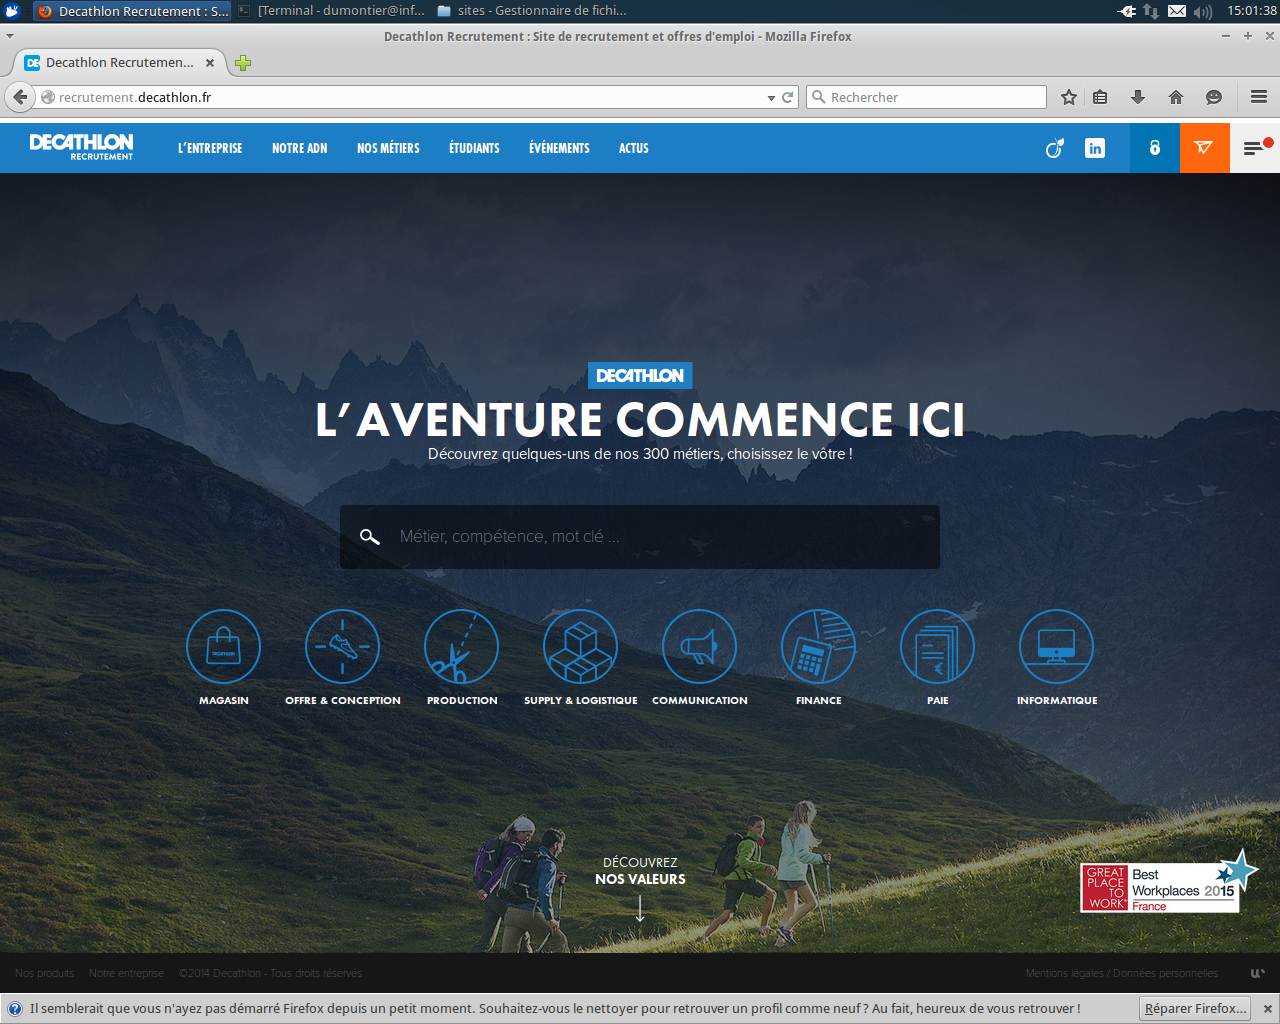 Decathlon Recrutement : S...
[Terminal - dumontier@inf...
sites - Gestionnaire de fichi...
15:01:38
Decathlon Recrutement : Site de recrutement et offres d'emploi - Mozilla Firefox
Decathlon Recrutemen...
recrutement.decathlon.fr
Rechercher
DECATHLON
RECRUTEMENT
L'ENTREPRISE
NOTRE ADN
NOS MÉTIERS
ÉTUDIANTS
ÉVÉNEMENTS
ACTUS
in
DECATHLON
L'AVENTURE COMMENCE ICI
Découvrez quelques-uns de nos 300 métiers, choisissez le vôtre !
Métier, compétence, mot clé ...
DECATHLON
MAGASIN
OFFRE & CONCEPTION
PRODUCTION
SUPPLY & LOGISTIQUE
COMMUNICATION
FINANCE
PAIE
INFORMATIQUE
DÉCOUVREZ
NOS VALEURS
GREAT
PLACE
TO
WORK
Best
Workplaces 2015
France
Nos produits
Notre entreprise
©2014 Decathlon - Tous droits réservés
Mentions légales / Données personnelles
Il semblerait que vous n'ayez pas démarré Firefox depuis un petit moment. Souhaitez-vous le nettoyer pour retrouver un profil comme neuf ? Au fait, heureux de vous retrouver !
Réparer Firefox...